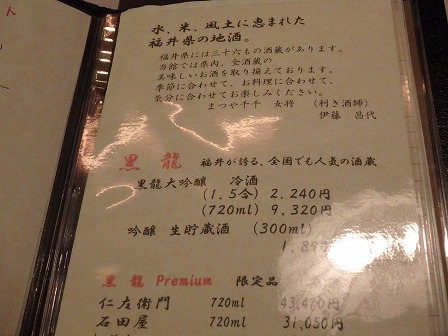 水、米、風土に恵まれた
福井県の地酒。
福井県には三十六もの酒蔵があります。
当館では県内、全酒蔵の
美味しいお酒を取り揃えております。
季節に合わせて、お料理に合わせて、
気分に合わせてお楽しみください。
まつや千千 女将 (利き酒師)
伊藤 昌代
黒龍 福井が誇る、全国でも人気の酒蔵
黒龍大吟醸 冷酒
(1.5合) 2,240円
(720ml) 9,320円
吟醸 生貯蔵酒 (300ml)
黒龍 Premium 限定品
仁左衛門 720ml
石田屋 720ml 31,050円